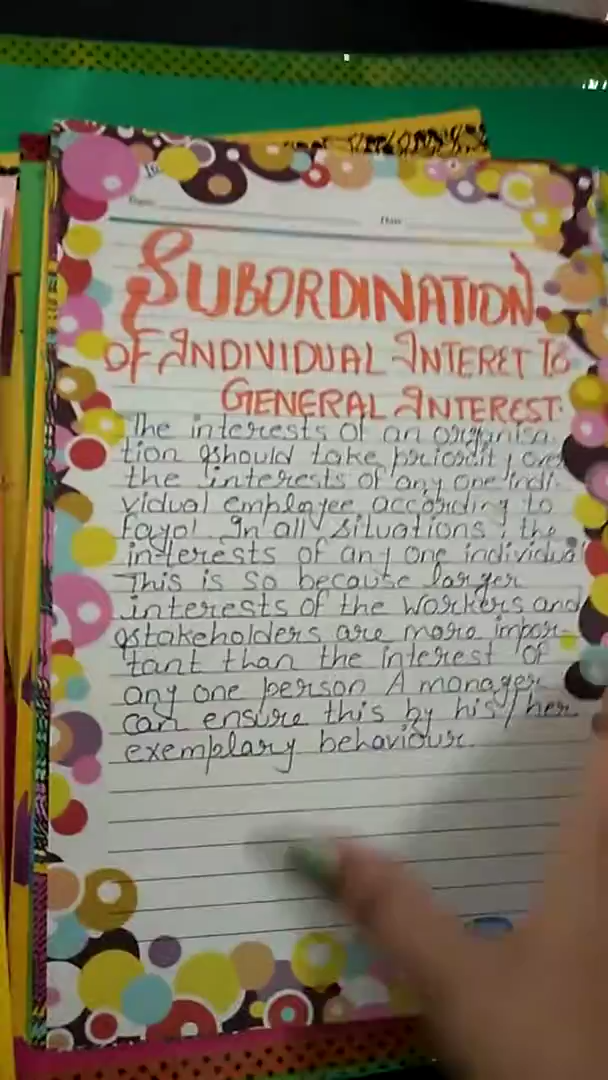 Date
SUBORDINATION
OF INDIVIDUAL INTERET TO
GENERAL INTEREST.
The interests of an organisa
tion should take priority over
the interests of any one indi-
vidual employee according to
fayol. In all situations, the
interests of any one individual
This is so because larger
interests of the workers and
stakeholders are more impor-
tant than the interest of
any one person A manager
can ensure this by his/her
exemplary behaviour.